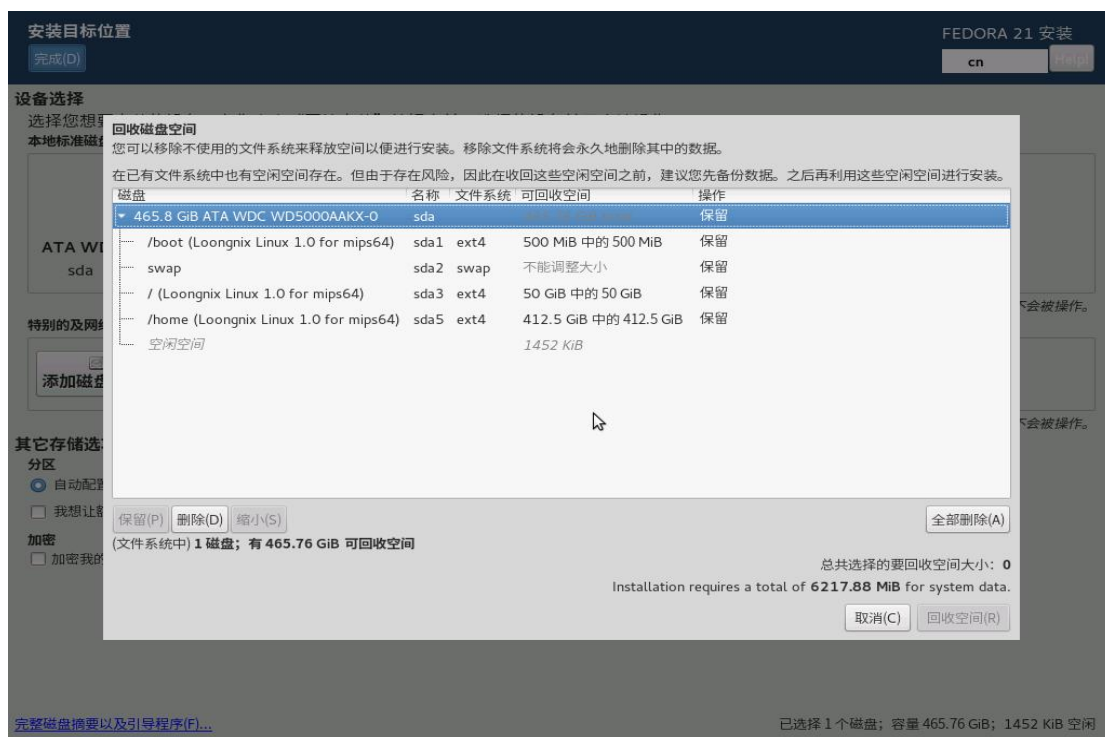 安装目标位置
FEDORA 21 安装
完成(D)
cn
Help!
设备选择
选择您想要
本地标准磁盘
回收磁盘空间
您可以移除不使用的文件系统来释放空间以便进行安装。移除文件系统将会永久地删除其中的数据。
在已有文件系统中也有空闲空间存在。但由于存在风险，因此在收回这些空闲空间之前，建议您先备份数据。之后再利用这些空闲空间进行安装。
磁盘 名称 文件系统 可回收空间 操作
465.8 GiB ATA WDC WD5000AAKX-0 sda 保留
/boot (Loongnix Linux 1.0 for mips64) sda1 ext4 500 MiB 中的 500 MiB 保留
swap sda2 swap 不能调整大小 保留
/ (Loongnix Linux 1.0 for mips64) sda3 ext4 50 GiB 中的 50 GiB 保留
/home (Loongnix Linux 1.0 for mips64) sda5 ext4 412.5 GiB 中的 412.5 GiB 保留
空闲空间 1452 KiB
ATA WD
sda
不会被操作。
特别的及网络
添加磁盘
不会被操作。
其它存储选项
分区
自动配置
我想让额
加密
加密我的
保留(P) 删除(D) 缩小(S) 全部删除(A)
(文件系统中) 1 磁盘；有 465.76 GiB 可回收空间
总共选择的要回收空间大小：0
Installation requires a total of 6217.88 MiB for system data.
取消(C) 回收空间(R)
完整磁盘摘要以及引导程序(F)...
已选择 1 个磁盘；容量 465.76 GiB；1452 KiB 空闲